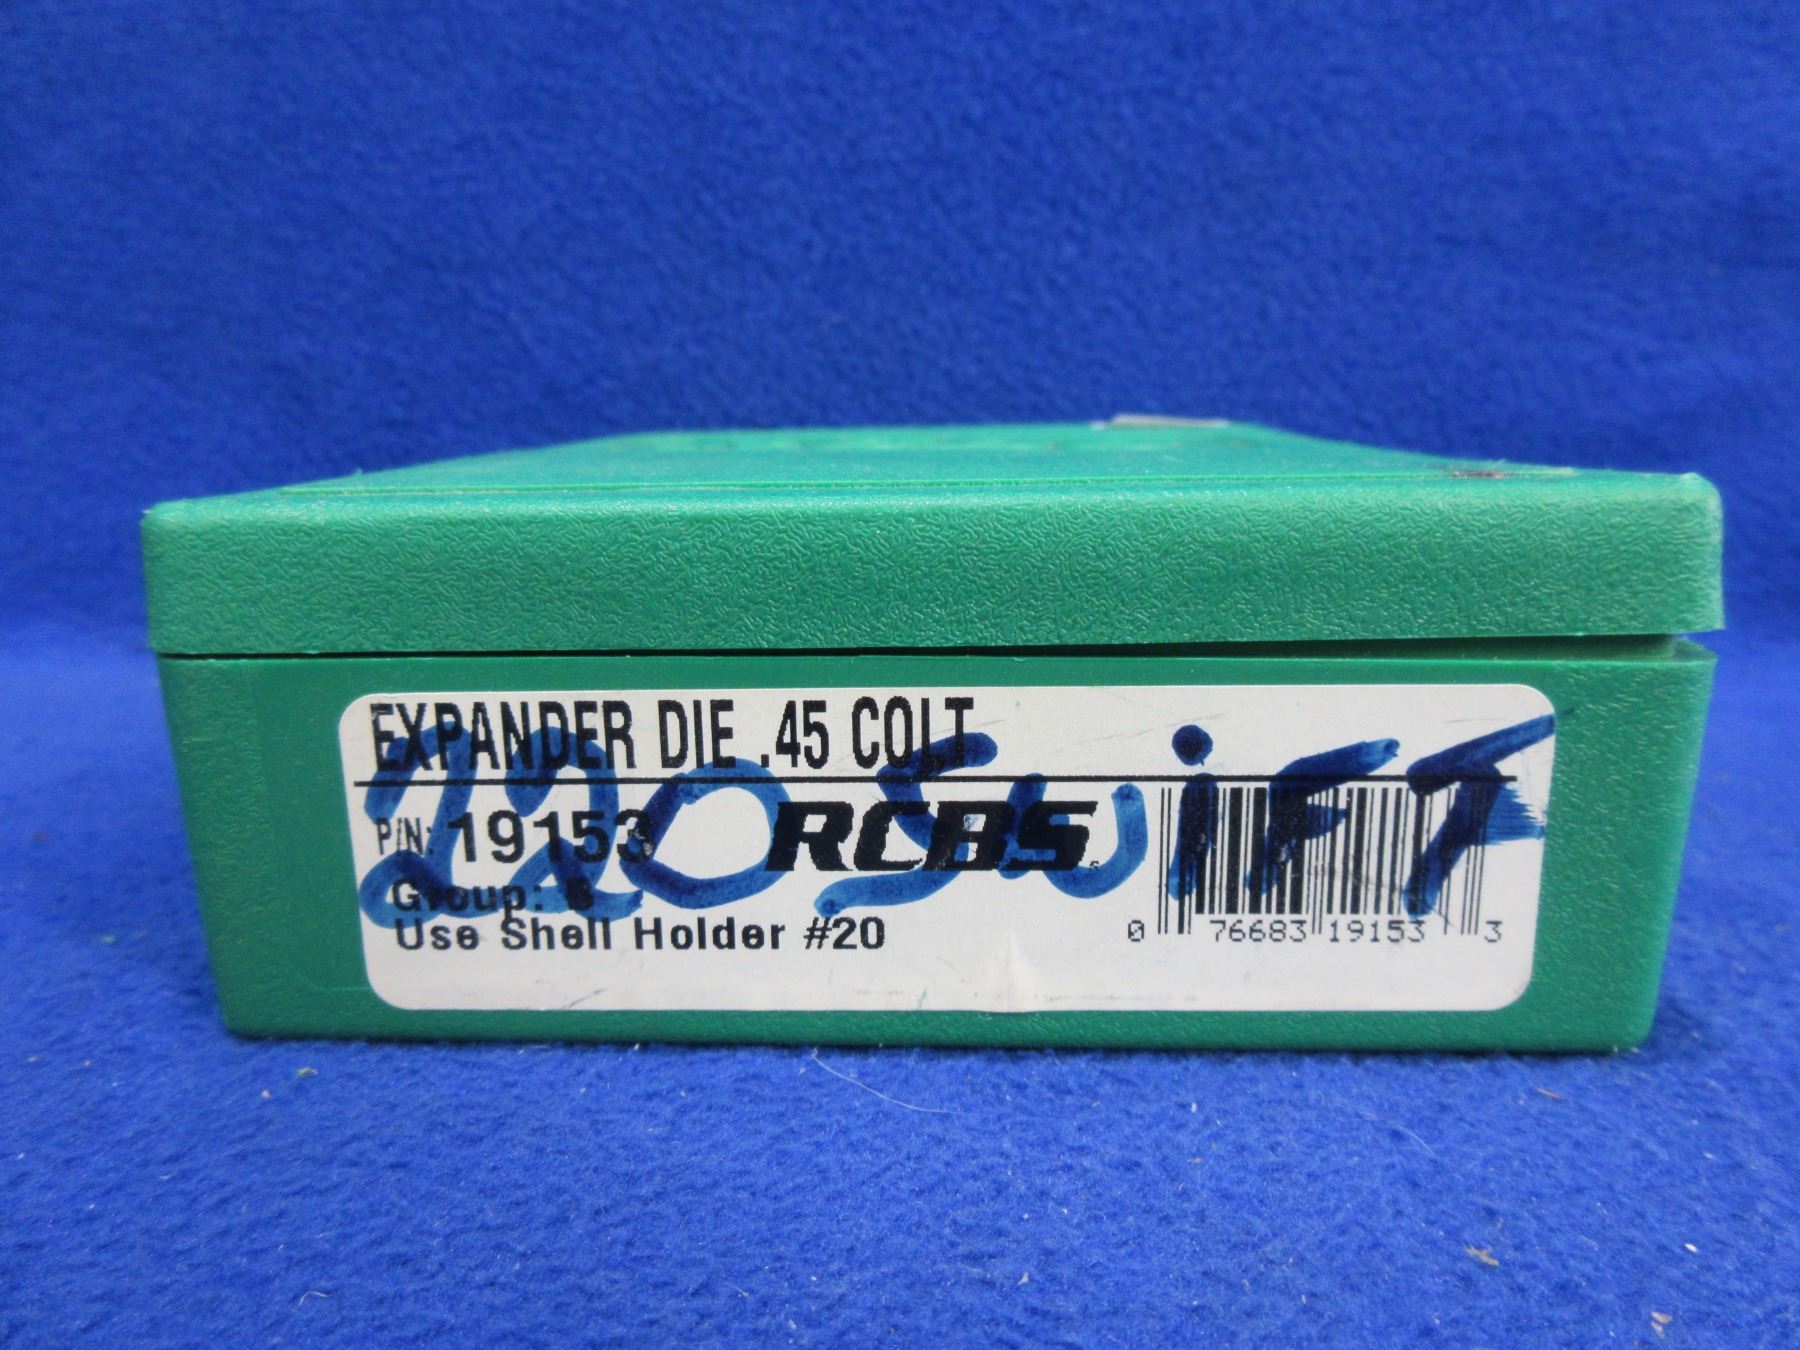 EXPANDER DIE .45 COLT
P/N: 19153 RCBS
220 SWiFT
Group: B
Use Shell Holder #20
0 76683 19153 3